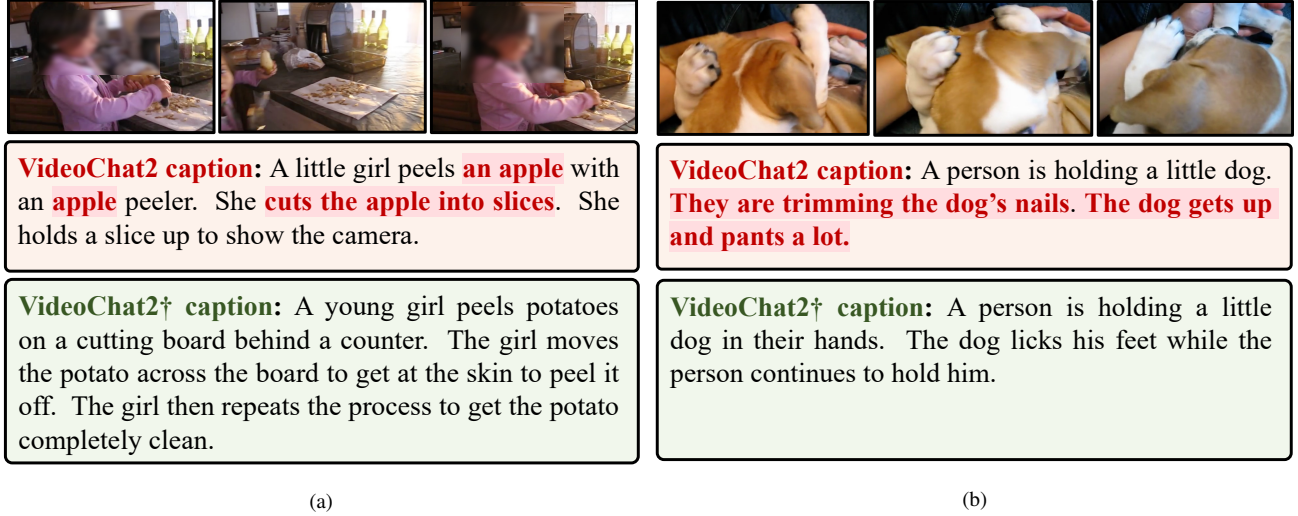 VideoChat2 caption: A little girl peels an apple with
an apple peeler. She cuts the apple into slices. She
holds a slice up to show the camera.
VideoChat2† caption: A young girl peels potatoes
on a cutting board behind a counter. The girl moves
the potato across the board to get at the skin to peel it
off. The girl then repeats the process to get the potato
completely clean.
(a)
VideoChat2 caption: A person is holding a little dog.
They are trimming the dog's nails. The dog gets up
and pants a lot.
VideoChat2† caption: A person is holding a little
dog in their hands. The dog licks his feet while the
person continues to hold him.
(b)